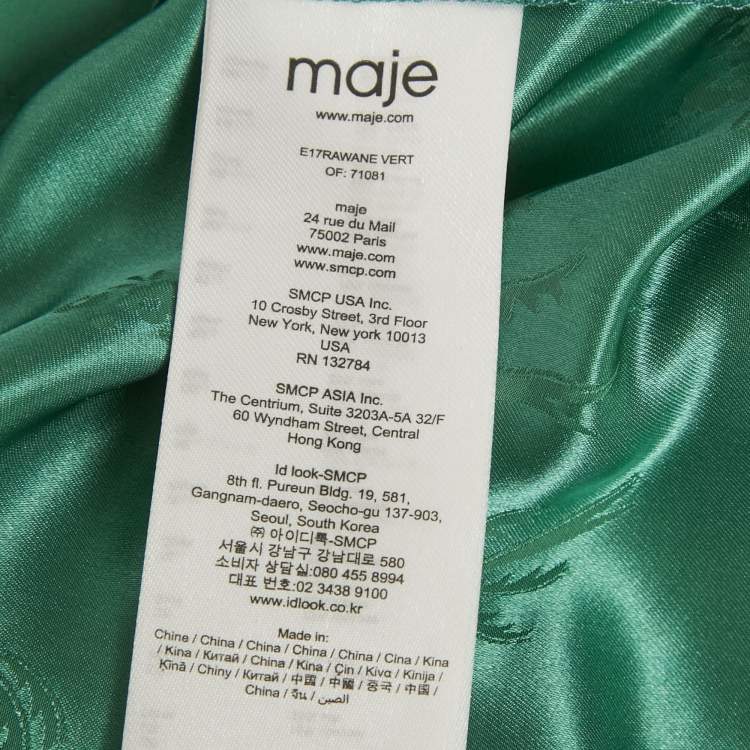 maje
www.maje.com
E17RAWANE VERT
OF: 71081
maje
24 rue du Mail
75002 Paris
www.maje.com
www.smcp.com
SMCP USA Inc.
10 Crosby Street, 3rd Floor
New York, New york 10013
USA
RN 132784
SMCP ASIA Inc.
The Centrium, Suite 3203A-5A 32/F
60 Wyndham Street, Central
Hong Kong
Id look-SMCP
8th fl. Pureun Bldg. 19, 581,
Gangnam-daero, Seocho-gu 137-903,
Seoul, South Korea
㈜ 아이디룩-SMCP
서울시 강남구 강남대로 580
소비자 상담실:080 455 8994
대표 번호:02 3438 9100
www.idlook.co.kr
Made in:
Chine / China / China / China / China / Cina / Kina
/ Kina / Китай / China / Kina / Çin / Κίνα / Kinija /
Ķīnā / Chiny / Китай / 中国 / 中國 / 중국 / 中国 /
China / จีน / الصين